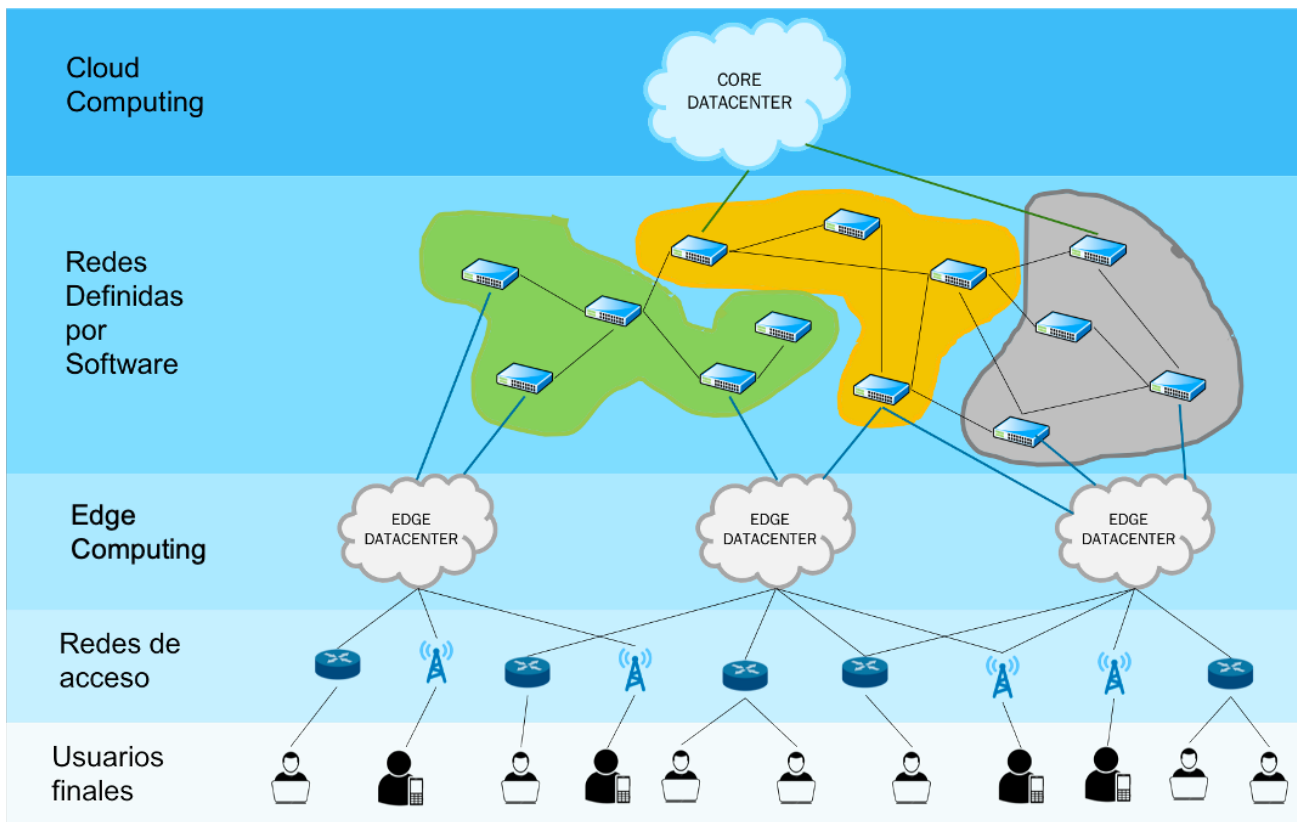 Cloud
Computing
CORE
DATACENTER
Redes
Definidas
por
Software
Edge
Computing
EDGE
DATACENTER
EDGE
DATACENTER
EDGE
DATACENTER
Redes de
acceso
Usuarios
finales